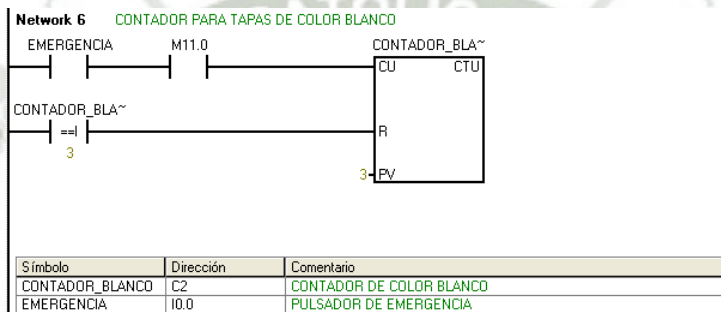 Network 6 CONTADOR PARA TAPAS DE COLOR BLANCO
EMERGENCIA M11.0 CONTADOR_BLA~
CU CTU
CONTADOR_BLA~
==I R
3
3 PV
Símbolo Dirección Comentario
CONTADOR_BLANCO C2 CONTADOR DE COLOR BLANCO
EMERGENCIA I0.0 PULSADOR DE EMERGENCIA